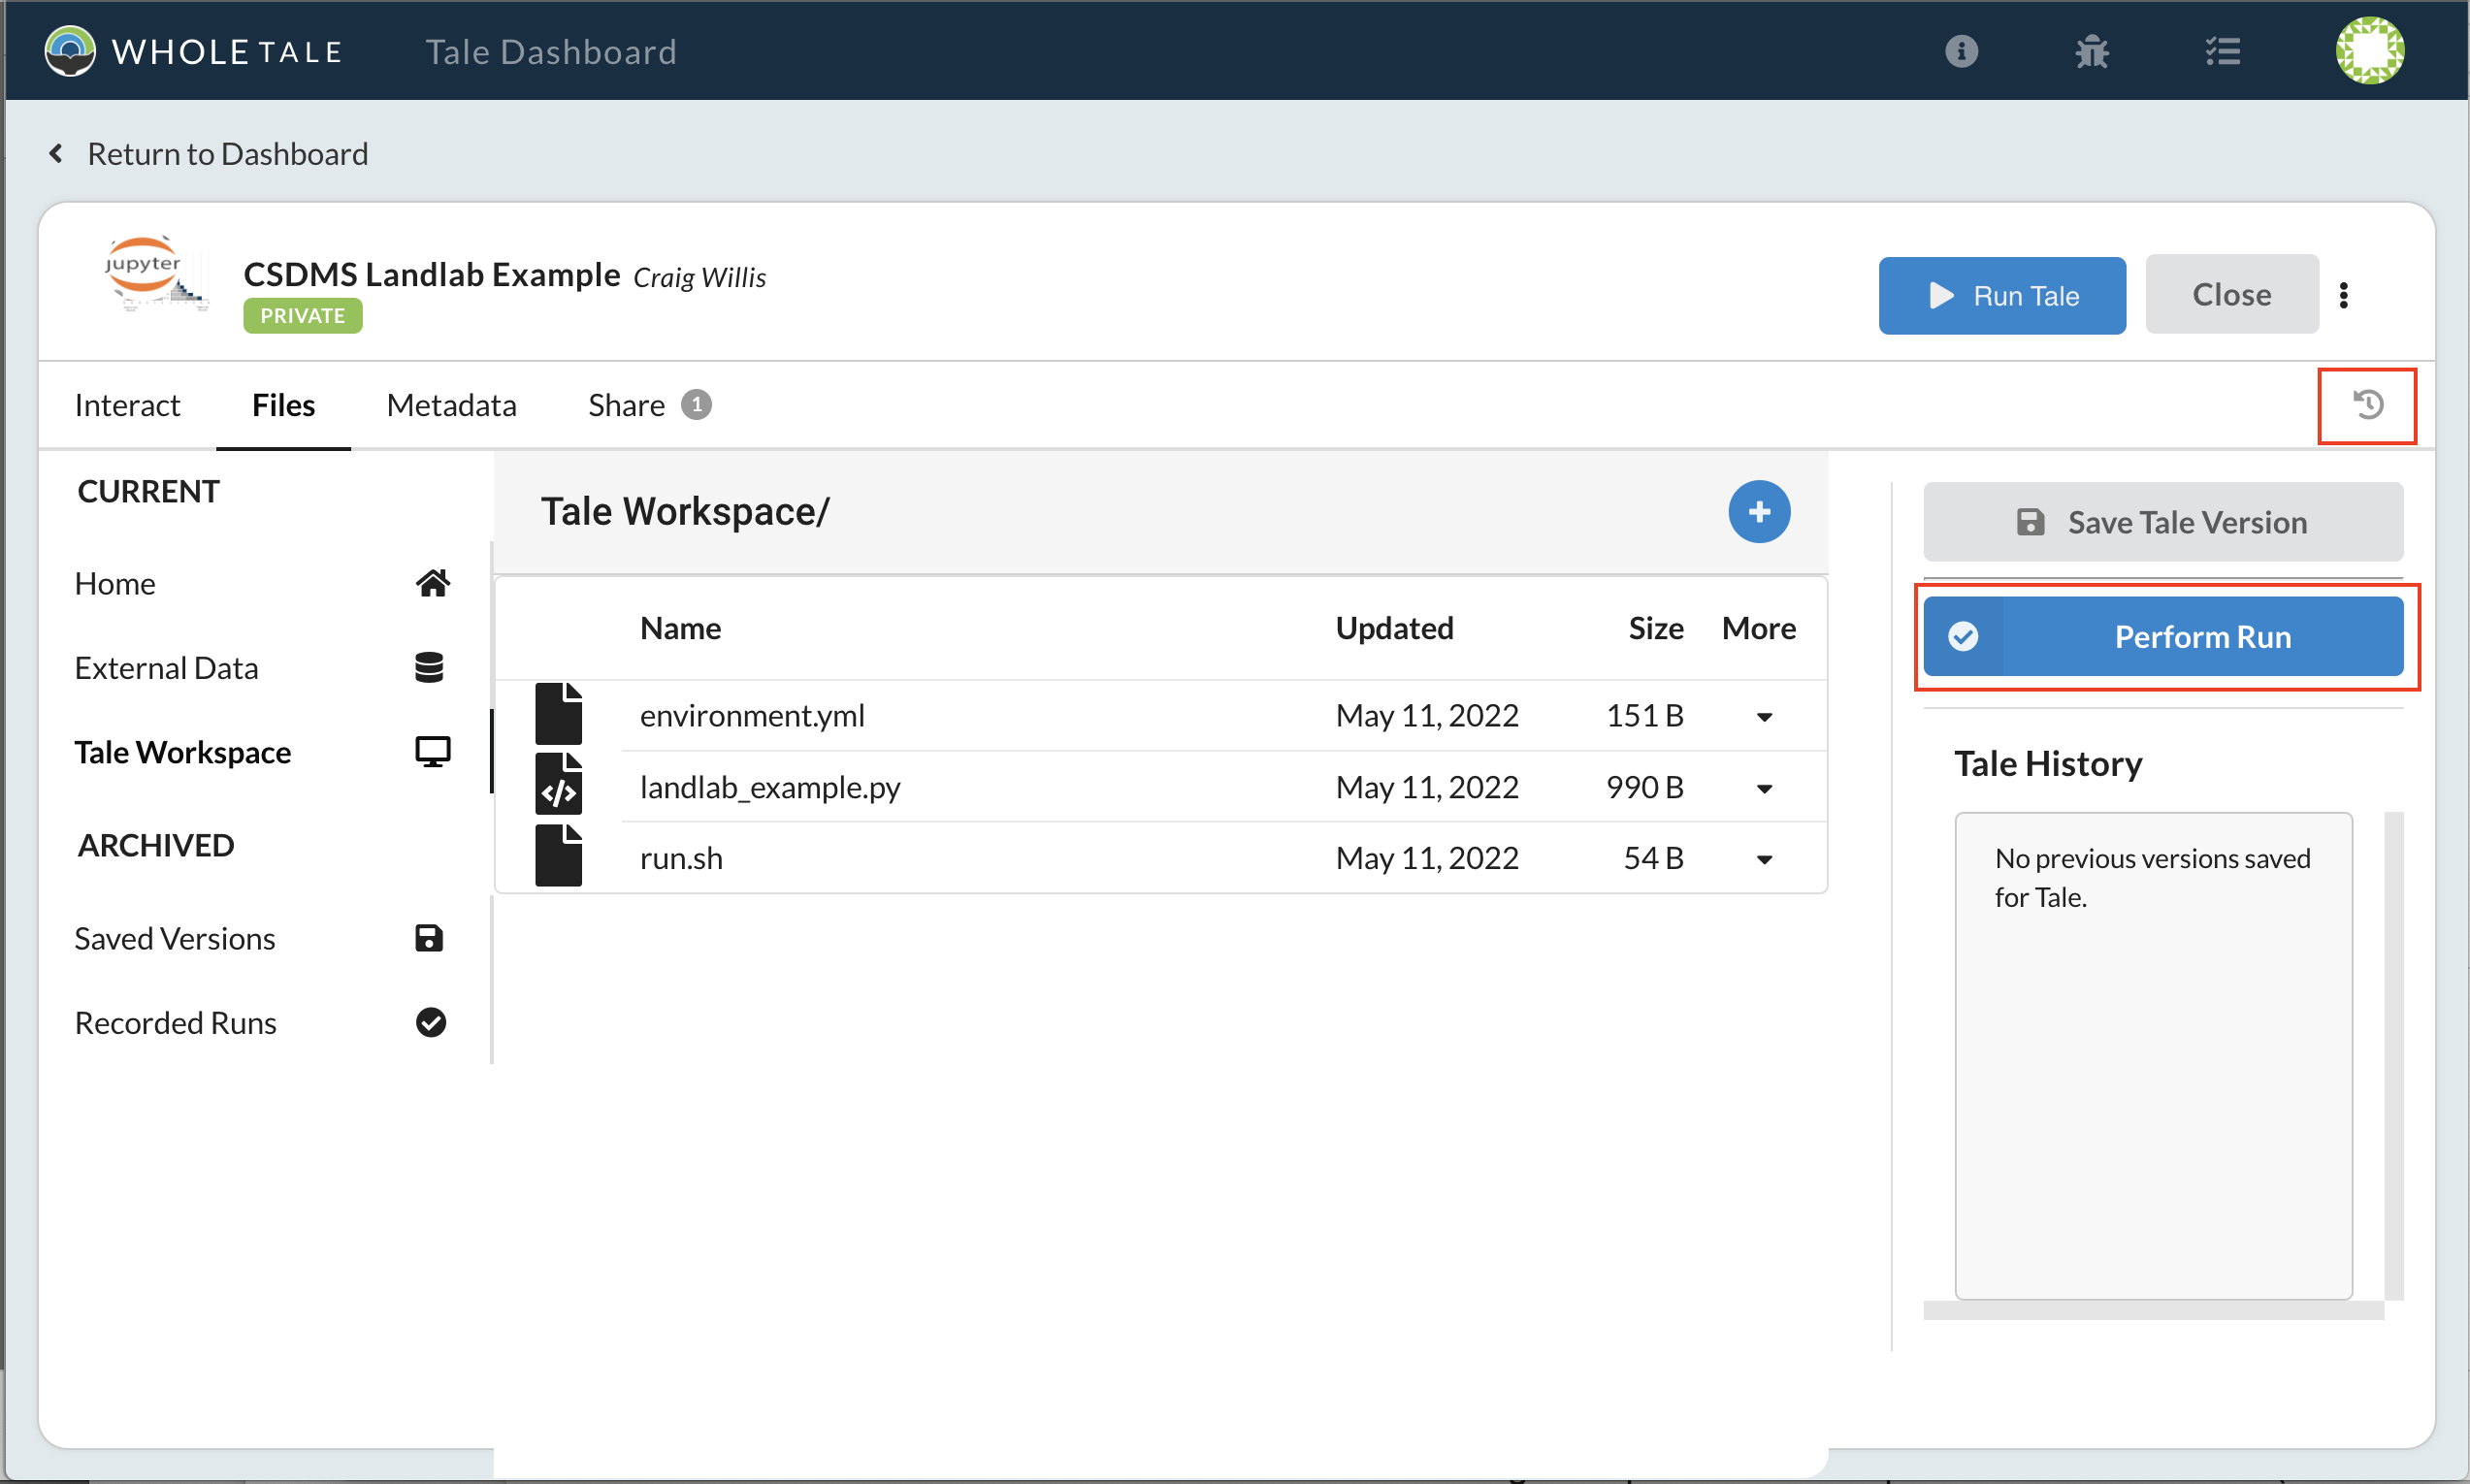 WHOLE TALE Tale Dashboard
Return to Dashboard
jupyter
CSDMS Landlab Example Craig Willis
PRIVATE
Run Tale
Close
Interact Files Metadata Share 1
CURRENT
Home
External Data
Tale Workspace
ARCHIVED
Saved Versions
Recorded Runs
Tale Workspace/
Name Updated Size More
environment.yml May 11, 2022 151 B
landlab_example.py May 11, 2022 990 B
run.sh May 11, 2022 54 B
Save Tale Version
Perform Run
Tale History
No previous versions saved
for Tale.